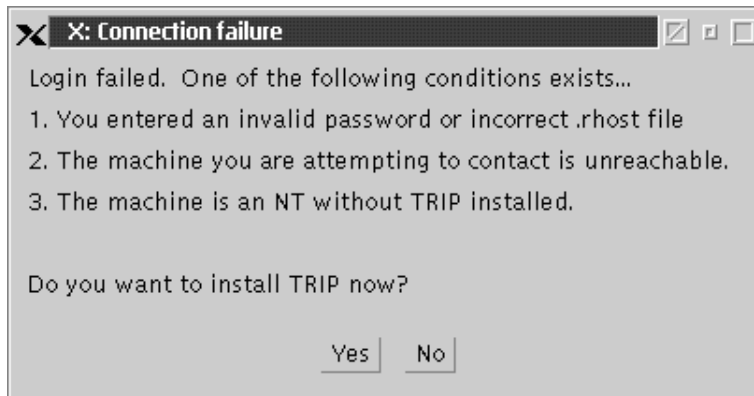 X: Connection failure
Login failed. One of the following conditions exists...
1. You entered an invalid password or incorrect .rhost file
2. The machine you are attempting to contact is unreachable.
3. The machine is an NT without TRIP installed.
Do you want to install TRIP now?
Yes No